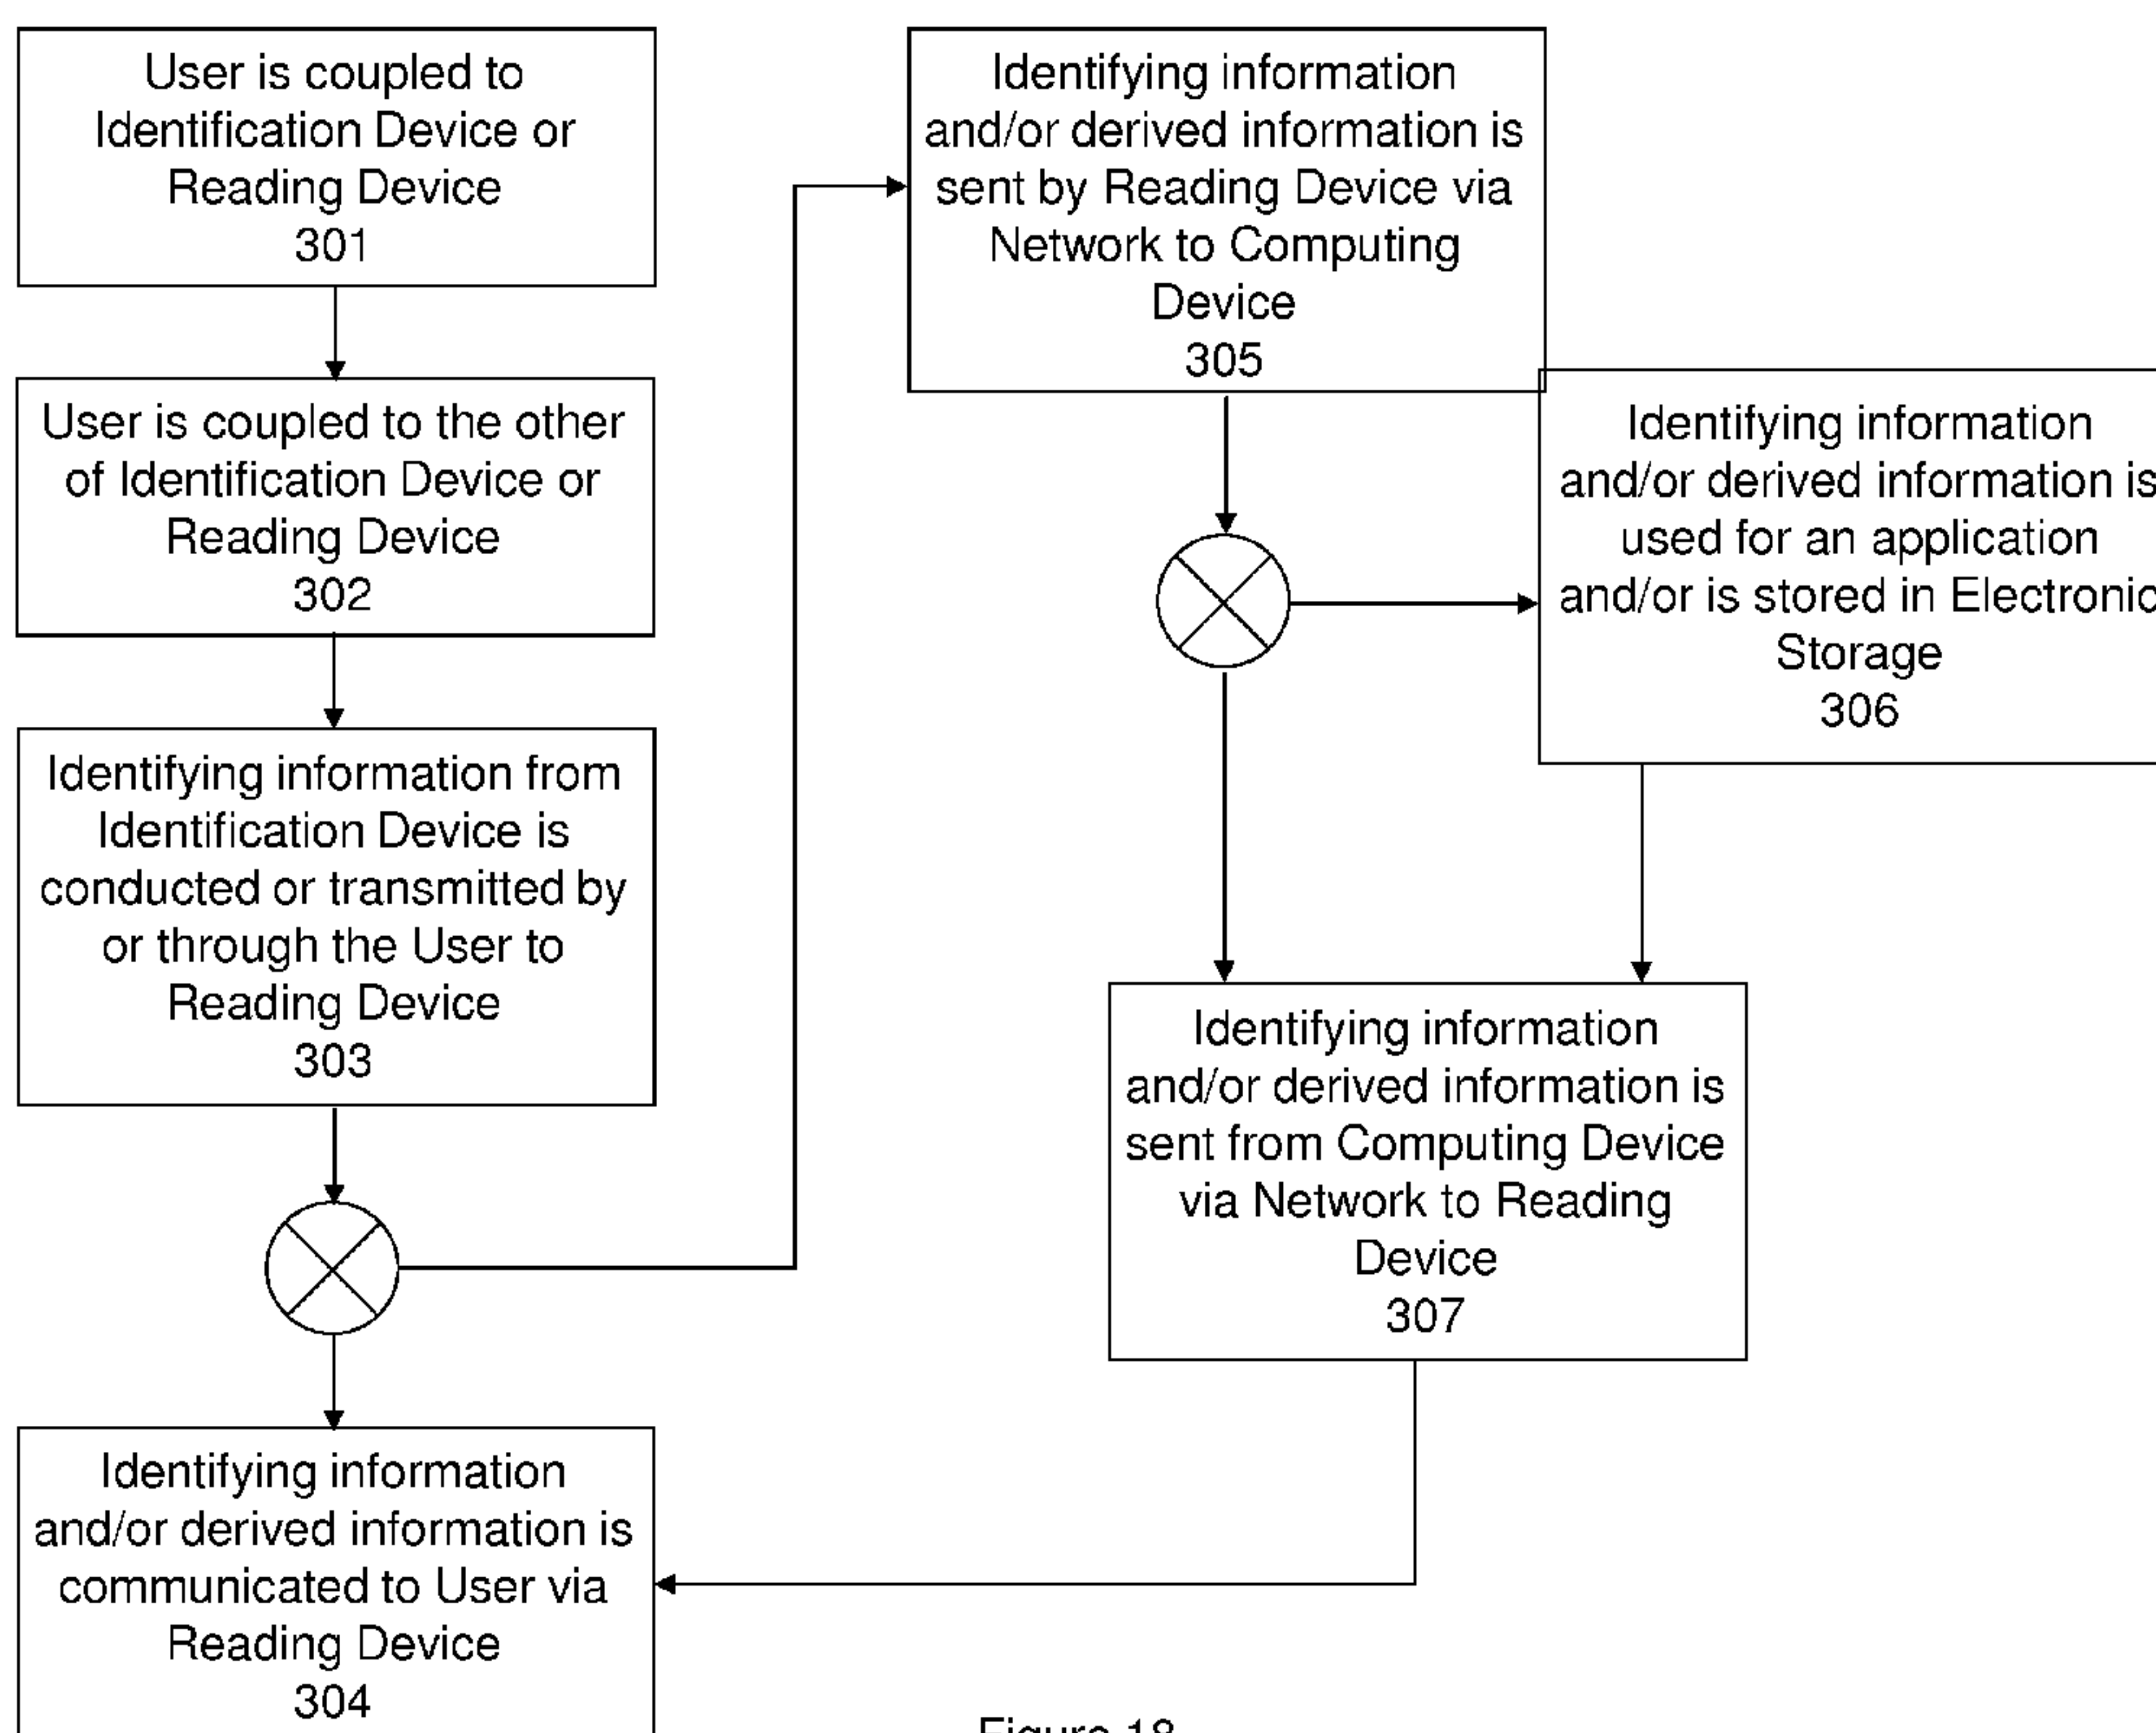 User is coupled to
Identification Device or
Reading Device
301
User is coupled to the other
of Identification Device or
Reading Device
302
Identifying information from
Identification Device is
conducted or transmitted by
or through the User to
Reading Device
303
Identifying information
and/or derived information is
communicated to User via
Reading Device
304
Identifying information
and/or derived information is
sent by Reading Device via
Network to Computing
Device
305
Identifying information
and/or derived information is
used for an application
and/or is stored in Electronic
Storage
306
Identifying information
and/or derived information is
sent from Computing Device
via Network to Reading
Device
307
Figure 18